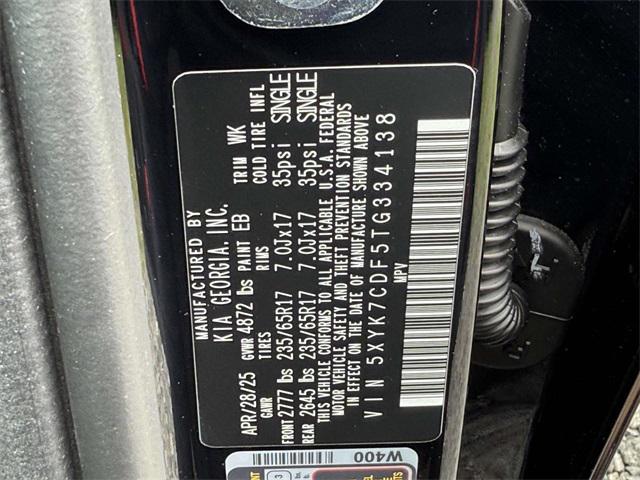 MANUFACTURED BY
KIA GEORGIA, INC.
APR/28/25 GVWR 4872 lbs PAINT EB TRIM WK
GAWR TIRES RIMS COLD TIRE INFL
FRONT 2777 lbs 235/65R17 7.0Jx17 35psi SINGLE
REAR 2645 lbs 235/65R17 7.0Jx17 35psi SINGLE
THIS VEHICLE CONFORMS TO ALL APPLICABLE U.S.A. FEDERAL
MOTOR VEHICLE SAFETY AND THEFT PREVENTION STANDARDS
IN EFFECT ON THE DATE OF MANUFACTURE SHOWN ABOVE
VIN 5XYK7CDF5TG334138
MPV
W400